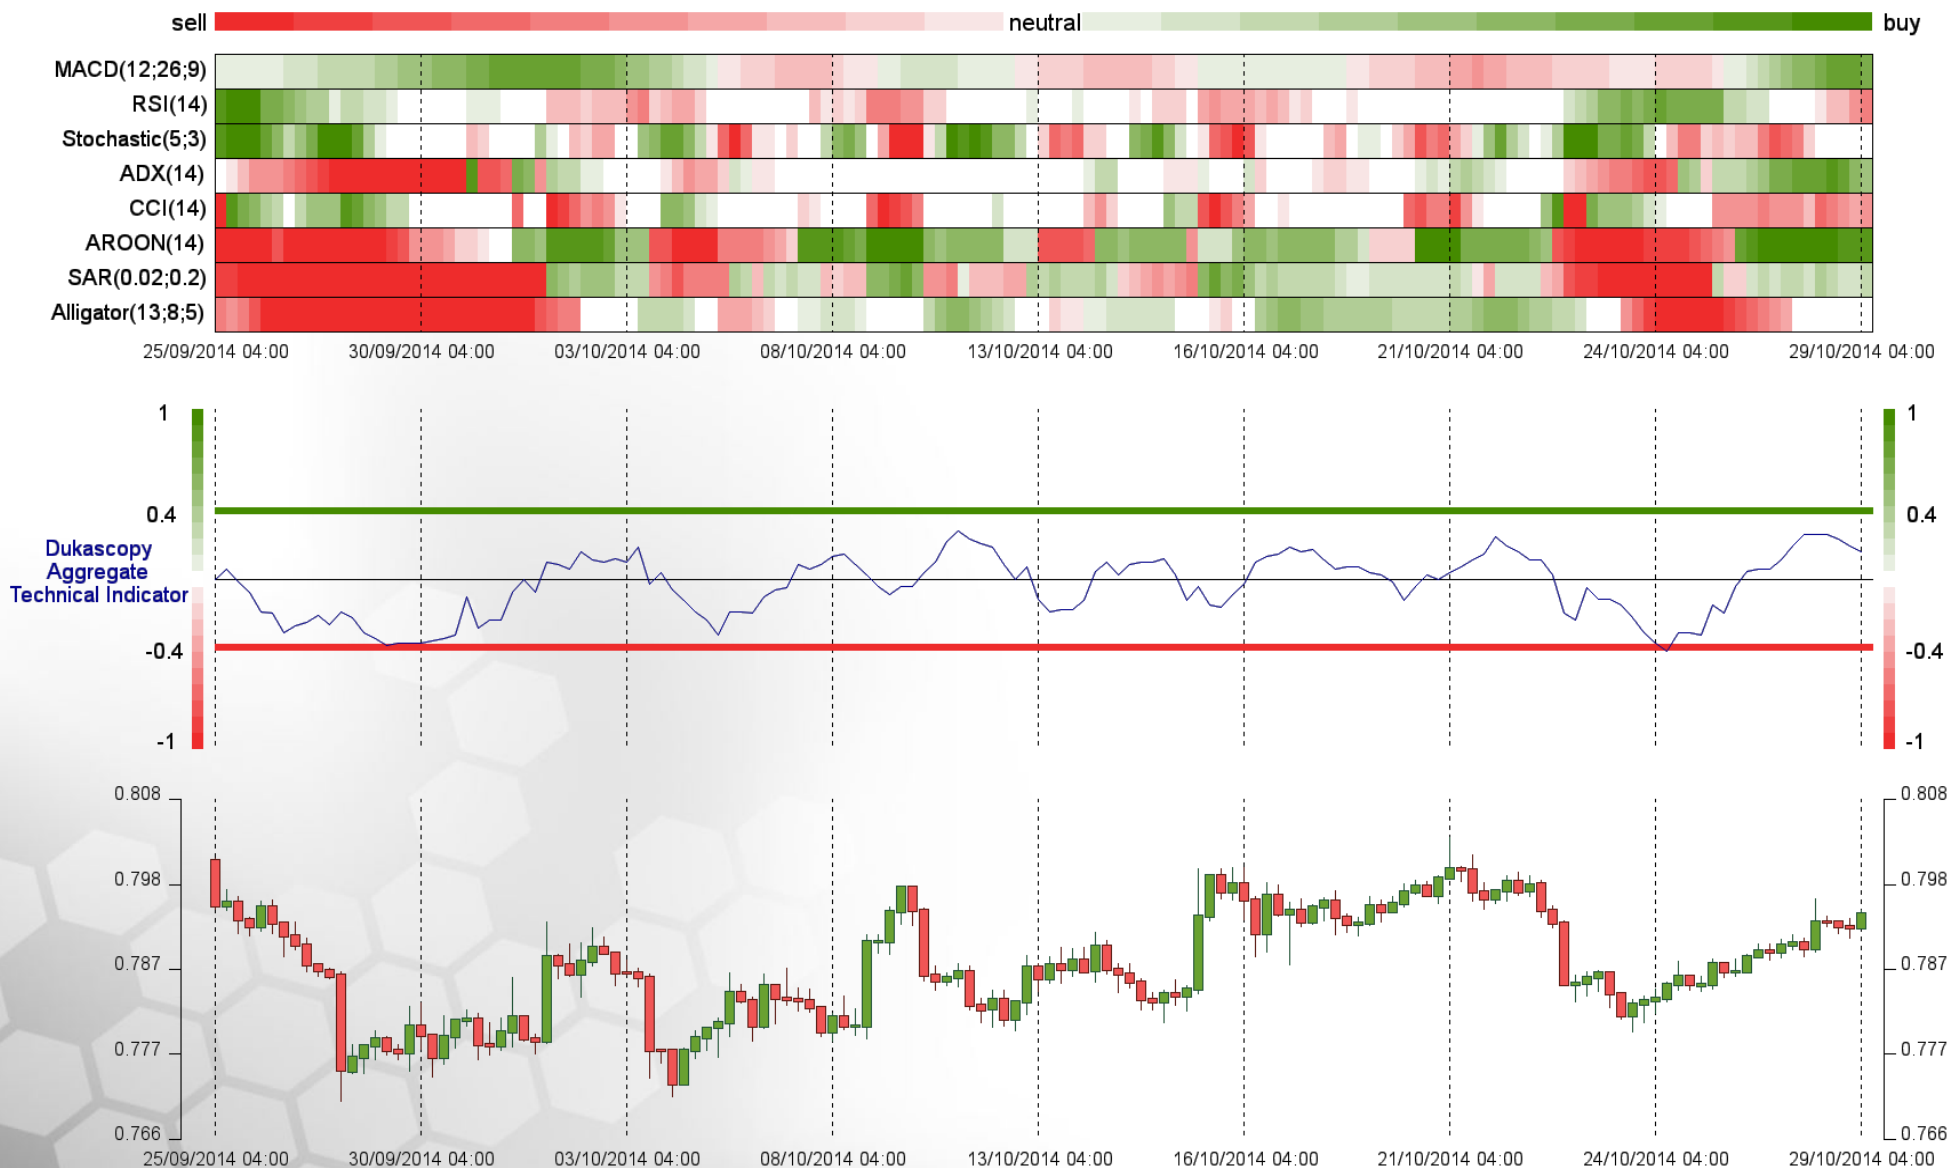 sell neutral buy
MACD(12;26;9)
RSI(14)
Stochastic(5;3)
ADX(14)
CCI(14)
AROON(14)
SAR(0.02;0.2)
Alligator(13;8;5)
25/09/2014 04:00 30/09/2014 04:00 03/10/2014 04:00 08/10/2014 04:00 13/10/2014 04:00 16/10/2014 04:00 21/10/2014 04:00 24/10/2014 04:00 29/10/2014 04:00
1 1
0.4 0.4
Dukascopy
Aggregate
Technical Indicator
-0.4 -0.4
-1 -1
0.808 0.808
0.798 0.798
0.787 0.787
0.777 0.777
0.766 0.766
25/09/2014 04:00 30/09/2014 04:00 03/10/2014 04:00 08/10/2014 04:00 13/10/2014 04:00 16/10/2014 04:00 21/10/2014 04:00 24/10/2014 04:00 29/10/2014 04:00